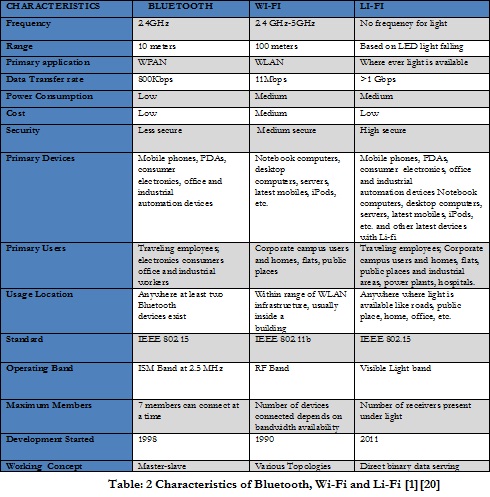 CHARACTERISTICS BLUETOOTH WI-FI LI-FI
Frequency 2.4GHz 2.4 GHz-5GHz No frequency for light
Range 10 meters 100 meters Based on LED light falling
Primary application WPAN WLAN Where ever light is available
Data Transfer rate 800Kbps 11Mbps >1 Gbps
Power Consumption Low Medium Medium
Cost Low Medium Low
Security Less secure Medium secure High secure
Primary Devices Mobile phones, PDAs, Notebook computers, Mobile phones, PDAs,
consumer desktop consumer electronics, office
electronics, office and computers, servers, and industrial
industrial latest mobiles, iPods, automation devices Notebook
automation devices etc. computers, desktop computers,
servers, latest mobiles, iPods,
etc. and other latest devices
with Li-fi
Primary Users Traveling employees; Corporate campus users Traveling employees; Corporate
electronics consumers and homes, flats, public campus users and homes, flats,
office and industrial places public places and industrial
workers areas, power plants, hospitals.
Usage Location Anywhere at least two Within range of WLAN Anywhere where light is
Bluetooth infrastructure, usually available like roads, public
devices exist inside a place, home, office, etc.
building
Standard IEEE 802.15 IEEE 802.11b IEEE 802.15
Operating Band ISM Band at 2.5 MHz RF Band Visible Light band
Maximum Members 7 members can connect at Number of devices Number of receivers present
a time connected depends on under light
bandwidth availability
Development Started 1998 1990 2011
Working Concept Master-slave Various Topologies Direct binary data serving
Table: 2 Characteristics of Bluetooth, Wi-Fi and Li-Fi [1][20]